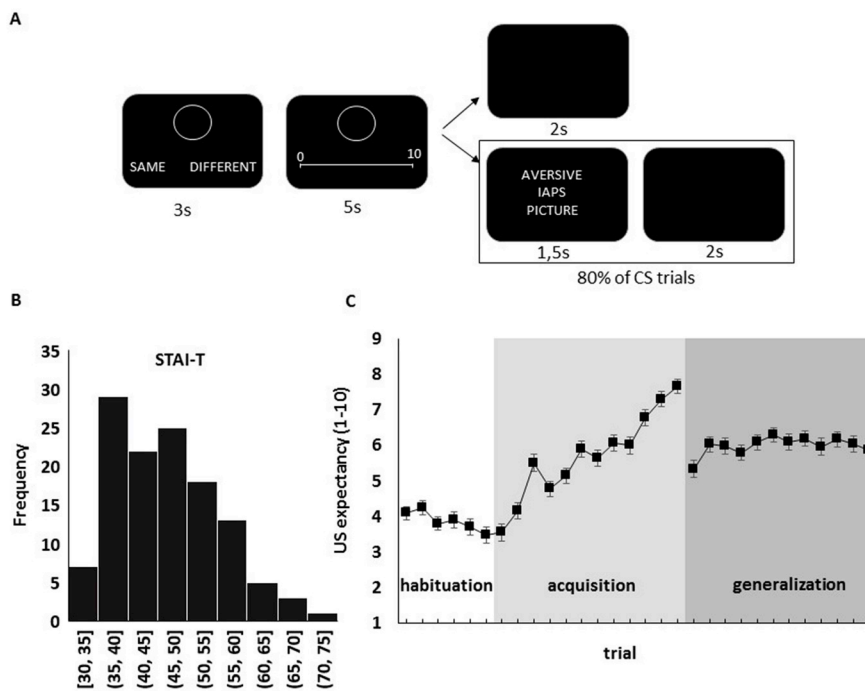 A
SAME DIFFERENT
3s
0 10
5s
2s
AVERSIVE
IAPS
PICTURE
1,5s
2s
80% of CS trials
B
STAI-T
Frequency
35
30
25
20
15
10
5
0
[30, 35]
(35, 40]
(40, 45]
(45, 50]
(50, 55]
(55, 60]
(60, 65]
(65, 70]
(70, 75]
C
US expectancy (1-10)
9
8
7
6
5
4
3
2
1
habituation acquisition generalization
trial